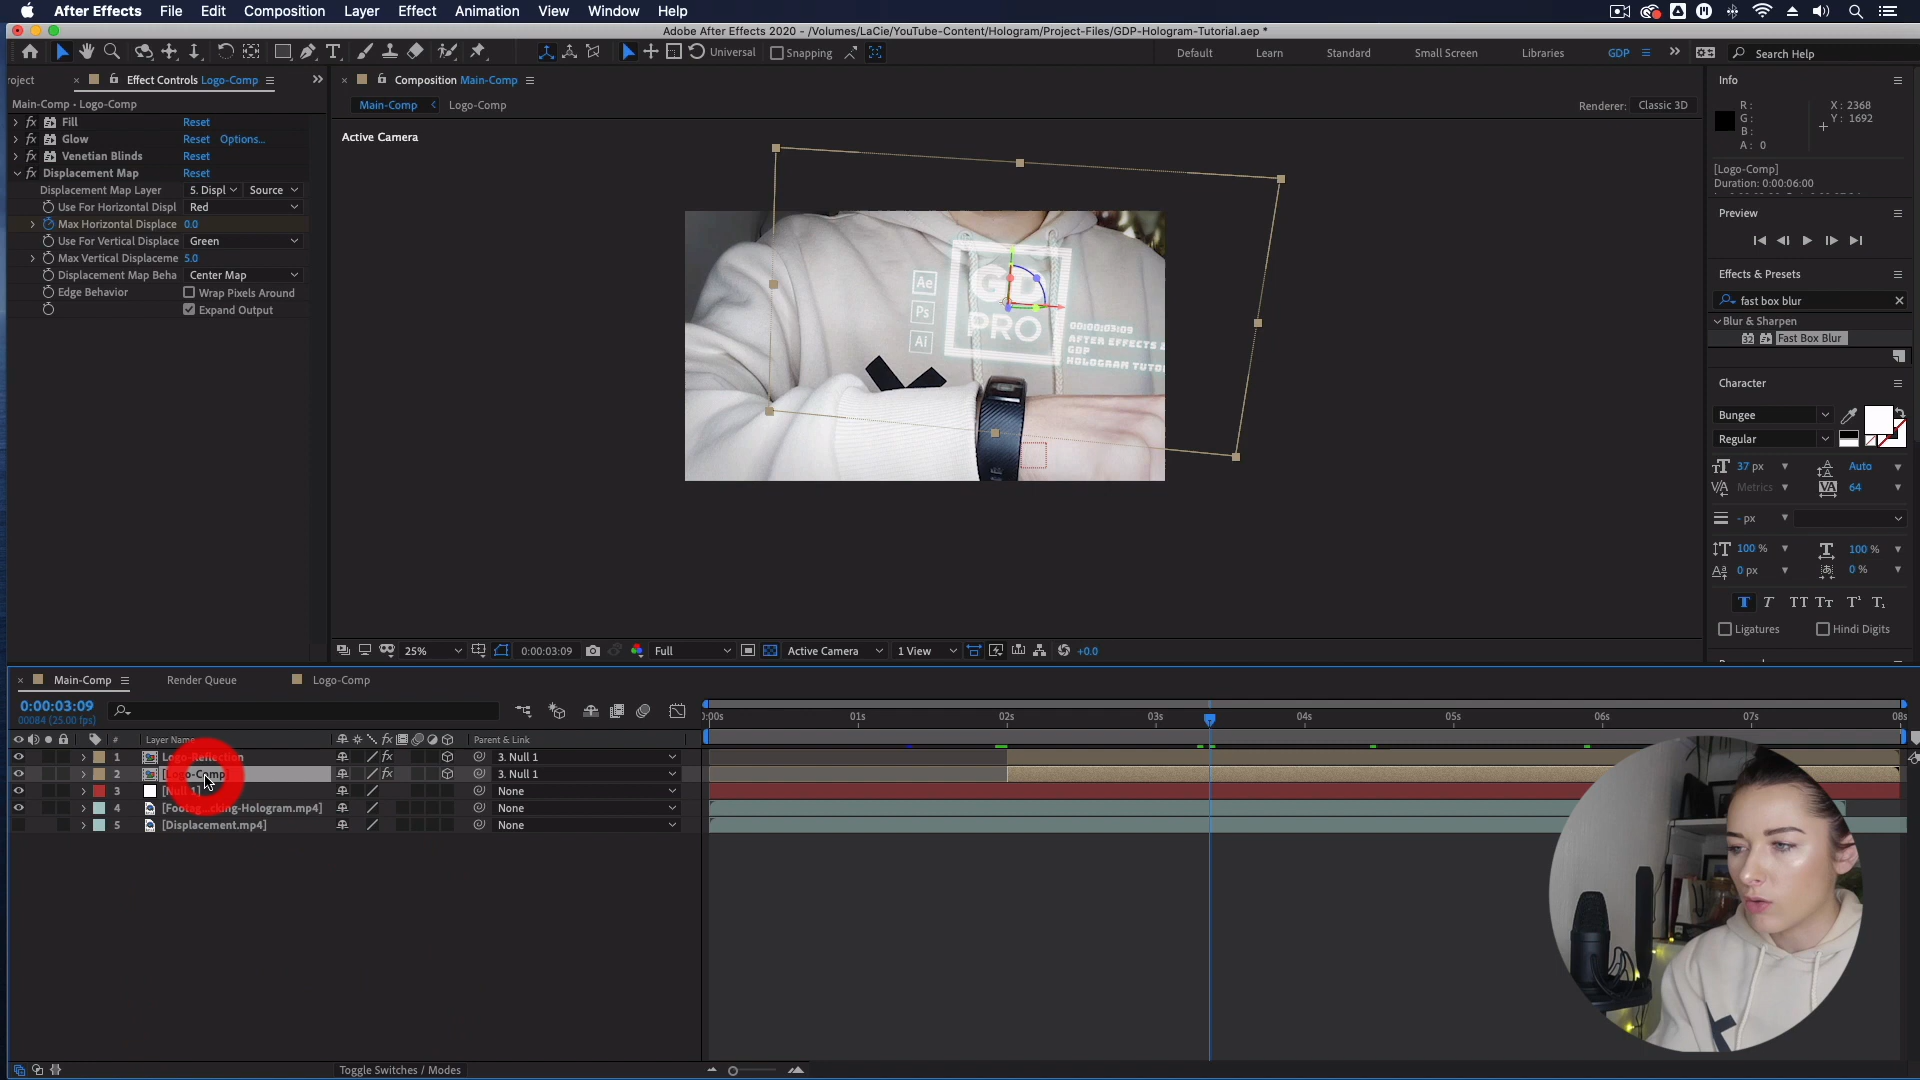 After Effects File Edit Composition Layer Effect Animation View Window Help
Adobe After Effects 2020 - /Volumes/LaCie/YouTube-Content/Hologram/Project-Files/GDP-Hologram-Tutorial.aep *
Universal Snapping Default Learn Standard Small Screen Libraries GDP Search Help
roject Effect Controls Logo-Comp Composition Main-Comp Info
Main-Comp • Logo-Comp
Main-Comp Logo-Comp Renderer: Classic 3D
Active Camera
Fill Reset
Glow Reset Options...
Venetian Blinds Reset
Displacement Map Reset
Displacement Map Layer 5. Displ Source
Use For Horizontal Displ Red
Max Horizontal Displace 0.0
Use For Vertical Displace Green
Max Vertical Displaceme 5.0
Displacement Map Beha Center Map
Edge Behavior Wrap Pixels Around
Expand Output
Ae
Ps
Ai
GD
PRO
00:00:03:09
AFTER EFFECTS
GDP
HOLOGRAM TUTO
R: X: 2368
G: Y: 1692
B:
A: 0
[Logo-Comp]
Duration: 0:00:06:00
Preview
Effects & Presets
fast box blur
Blur & Sharpen
32 Fast Box Blur
Character
Bungee
Regular
37 px Auto
Metrics 64
- px
100 % 100 %
0 px 0 %
T T TT Tт T¹ T₁
Ligatures Hindi Digits
25% 0:00:03:09 Full Active Camera 1 View +0.0
Main-Comp Render Queue Logo-Comp
0:00:03:09
00084 (25.00 fps)
:00s 01s 02s 03s 04s 05s 06s 07s 08s
# Layer Name Parent & Link
1 Logo-Reflection 3. Null 1
2 [Logo-Comp] 3. Null 1
3 [Null 1] None
4 [Footag...cking-Hologram.mp4] None
5 [Displacement.mp4] None
Toggle Switches / Modes